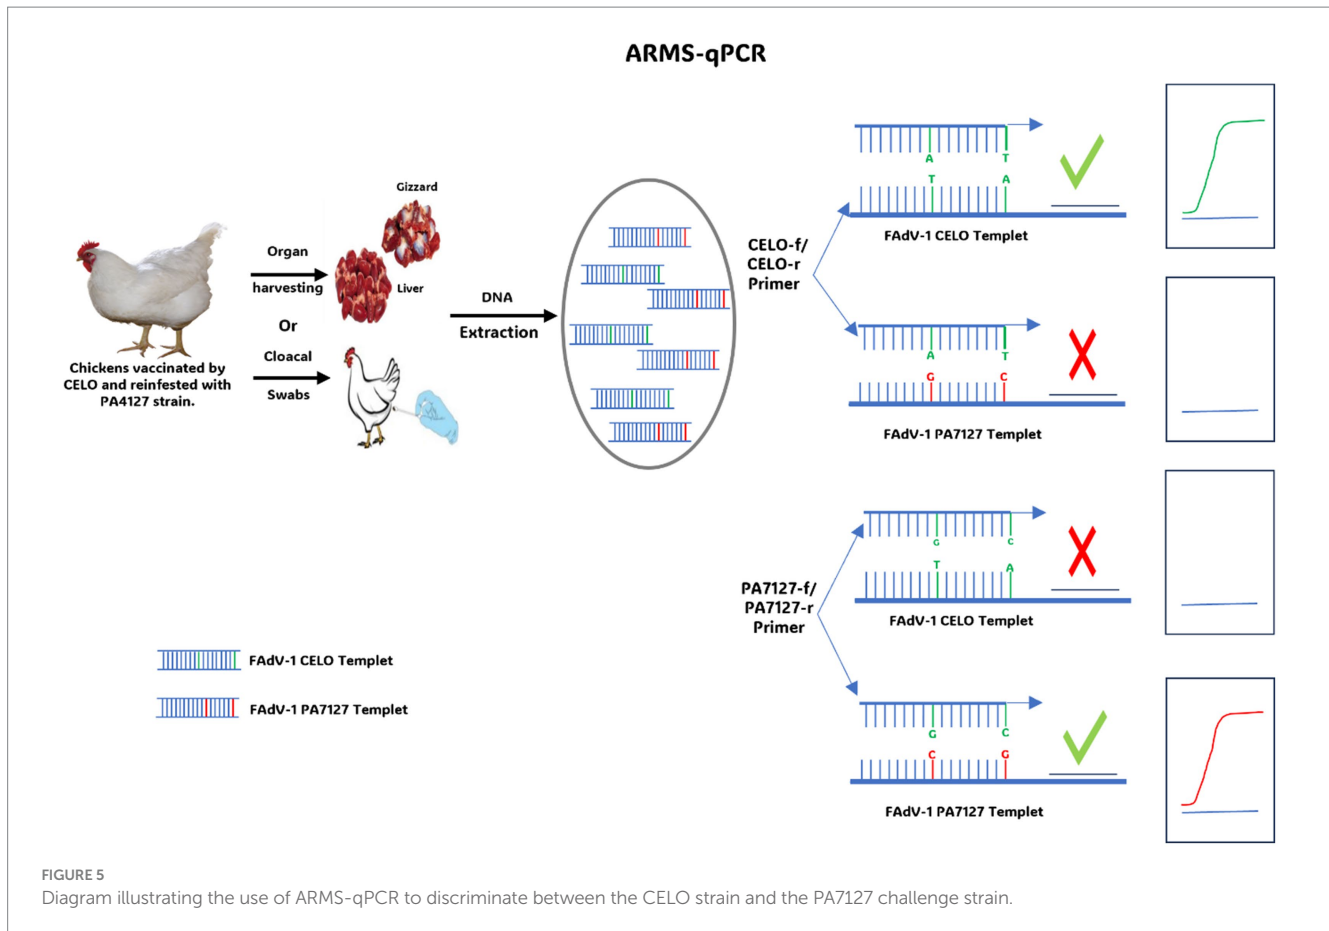 ARMS-qPCR
Gizzard
Liver
Organ
harvesting
Or
Cloacal
Swabs
Chickens vaccinated by
CELO and reinfested with
PA4127 strain.
DNA
Extraction
CELO-f/
CELO-r
Primer
A T
T A
FAdV-1 CELO Templet
A T
G C
FAdV-1 PA7127 Templet
PA7127-f/
PA7127-r
Primer
G C
T A
FAdV-1 CELO Templet
G C
C G
FAdV-1 PA7127 Templet
FAdV-1 CELO Templet
FAdV-1 PA7127 Templet
FIGURE 5
Diagram illustrating the use of ARMS-qPCR to discriminate between the CELO strain and the PA7127 challenge strain.